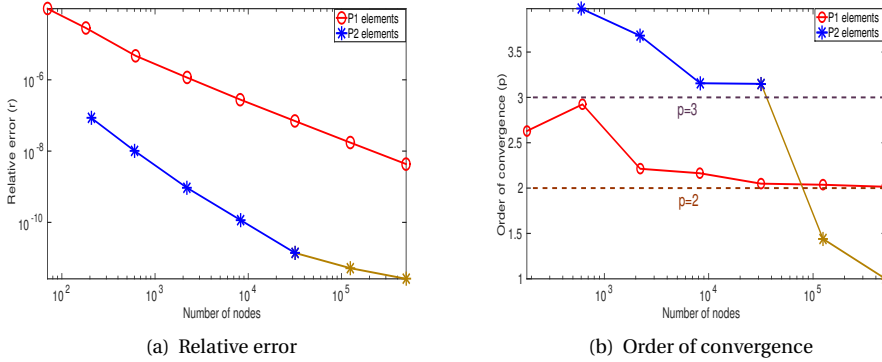 P1 elements
P2 elements
10^-6
10^-8
10^-10
Relative error (r)
10^2
10^3
10^4
10^5
Number of nodes
(a) Relative error
P1 elements
P2 elements
3.5
3
2.5
2
1.5
1
Order of convergence (p)
p=3
p=2
10^3
10^4
10^5
Number of nodes
(b) Order of convergence